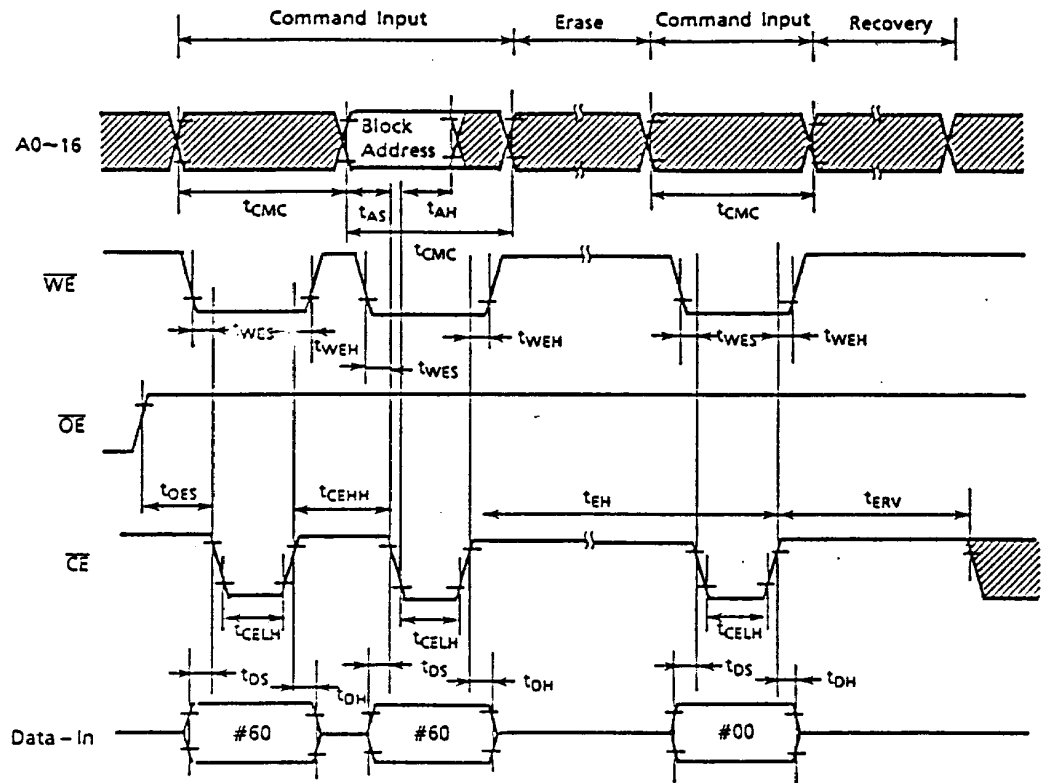 Command Input Erase Command Input Recovery
A0~16
Block
Address
tCMC tAS tAH tCMC
tCMC
WE
tWES tWEH tWES tWEH tWES tWEH
OE
tOES tCEHH tEH tERV
CE
tCELH tCELH tCELH
tDS tDH tDS tDH tDS tDH
Data-In #60 #60 #00